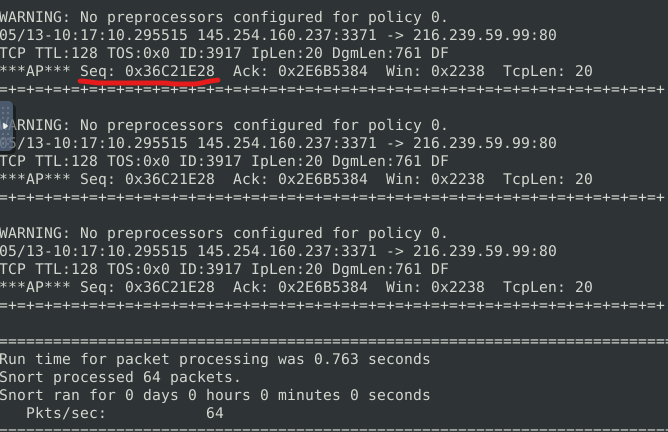 WARNING: No preprocessors configured for policy 0.
05/13-10:17:10.295515 145.254.160.237:3371 -> 216.239.59.99:80
TCP TTL:128 TOS:0x0 ID:3917 IpLen:20 DgmLen:761 DF
***AP*** Seq: 0x36C21E28  Ack: 0x2E6B5384  Win: 0x2238  TcpLen: 20
=+=+=+=+=+=+=+=+=+=+=+=+=+=+=+=+=+=+=+=+=+=+=+=+=+=+=+=+=+=+=+=+=+=+=+=+=+
ARNING: No preprocessors configured for policy 0.
05/13-10:17:10.295515 145.254.160.237:3371 -> 216.239.59.99:80
TCP TTL:128 TOS:0x0 ID:3917 IpLen:20 DgmLen:761 DF
***AP*** Seq: 0x36C21E28  Ack: 0x2E6B5384  Win: 0x2238  TcpLen: 20
=+=+=+=+=+=+=+=+=+=+=+=+=+=+=+=+=+=+=+=+=+=+=+=+=+=+=+=+=+=+=+=+=+=+=+=+=+
WARNING: No preprocessors configured for policy 0.
05/13-10:17:10.295515 145.254.160.237:3371 -> 216.239.59.99:80
TCP TTL:128 TOS:0x0 ID:3917 IpLen:20 DgmLen:761 DF
***AP*** Seq: 0x36C21E28  Ack: 0x2E6B5384  Win: 0x2238  TcpLen: 20
=+=+=+=+=+=+=+=+=+=+=+=+=+=+=+=+=+=+=+=+=+=+=+=+=+=+=+=+=+=+=+=+=+=+=+=+=+
==========================================================================
Run time for packet processing was 0.763 seconds
Snort processed 64 packets.
Snort ran for 0 days 0 hours 0 minutes 0 seconds
   Pkts/sec:           64
==========================================================================